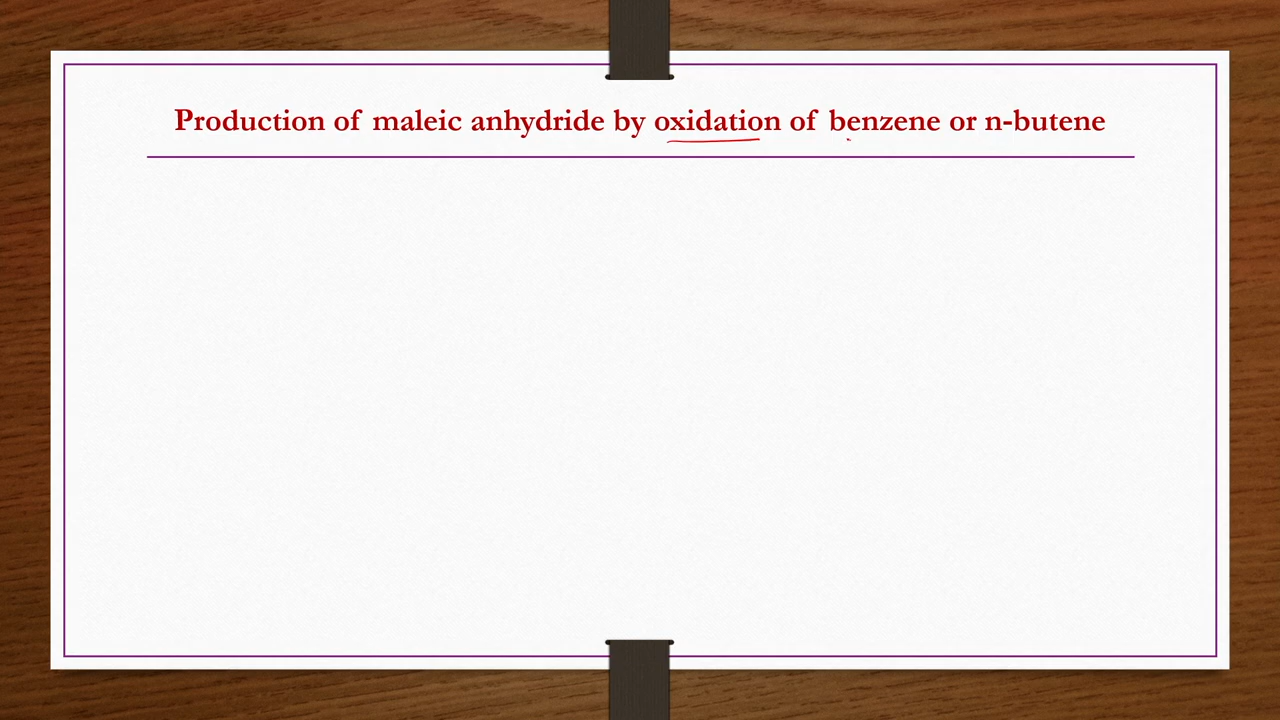 Production of maleic anhydride by oxidation of benzene or n-butene